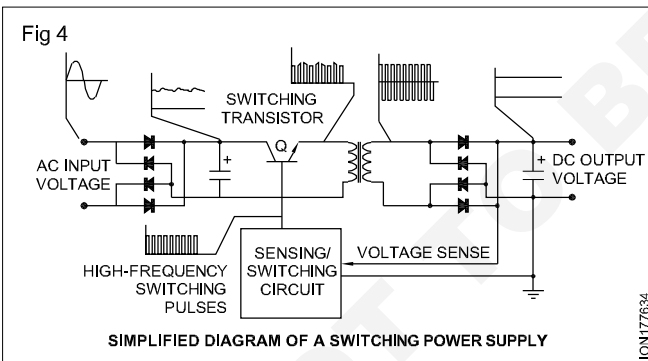 Fig 4
SWITCHING
TRANSISTOR
Q
+
AC INPUT
VOLTAGE
+ DC OUTPUT
VOLTAGE
HIGH-FREQUENCY
SWITCHING
PULSES
SENSING/
SWITCHING
CIRCUIT
VOLTAGE SENSE
SIMPLIFIED DIAGRAM OF A SWITCHING POWER SUPPLY
ION177634